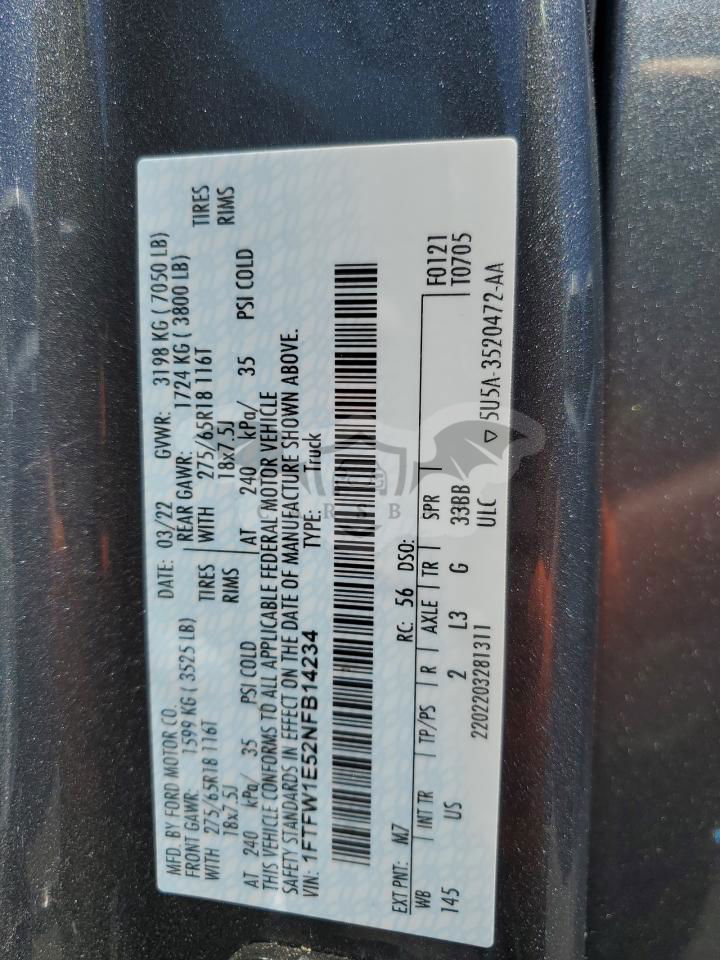 MFD. BY FORD MOTOR CO.
DATE: 03/22 GVWR: 3198 KG ( 7050 LB)
FRONT GAWR: 1599 KG ( 3525 LB) REAR GAWR: 1724 KG ( 3800 LB)
WITH 275/65R18 116T TIRES WITH 275/65R18 116T TIRES
18x7.5J RIMS 18x7.5J RIMS
AT 240 kPa/ 35 PSI COLD AT 240 kPa/ 35 PSI COLD
THIS VEHICLE CONFORMS TO ALL APPLICABLE FEDERAL MOTOR VEHICLE
SAFETY STANDARDS IN EFFECT ON THE DATE OF MANUFACTURE SHOWN ABOVE.
VIN: 1FTFW1E52NFB14234 TYPE: Truck
EXT PNT: M7 RC: 56 DSO:
WB INT TR TP/PS R AXLE TR SPR F0121
145 US 2 L3 G 33BB T0705
2202203281311 ULC
5U5A-3520472-AA